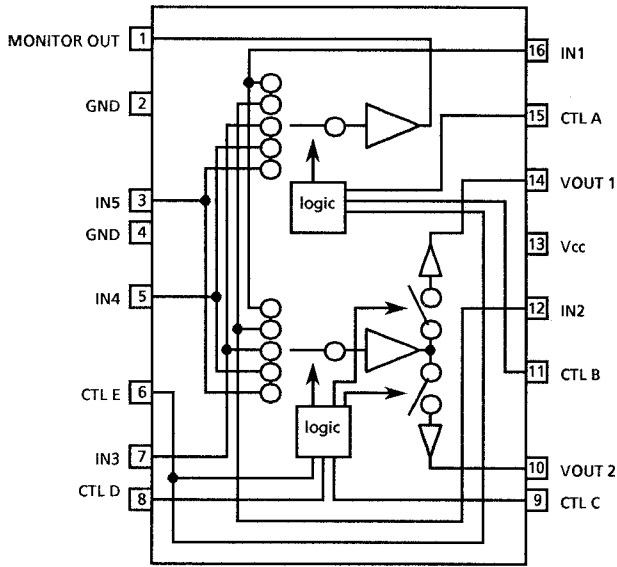 MONITOR OUT 1
16 IN1
GND 2
15 CTL A
14 VOUT 1
IN5 3
logic
GND 4
13 Vcc
IN4 5
12 IN2
11 CTL B
CTL E 6
logic
IN3 7
10 VOUT 2
CTL D 8
9 CTL C